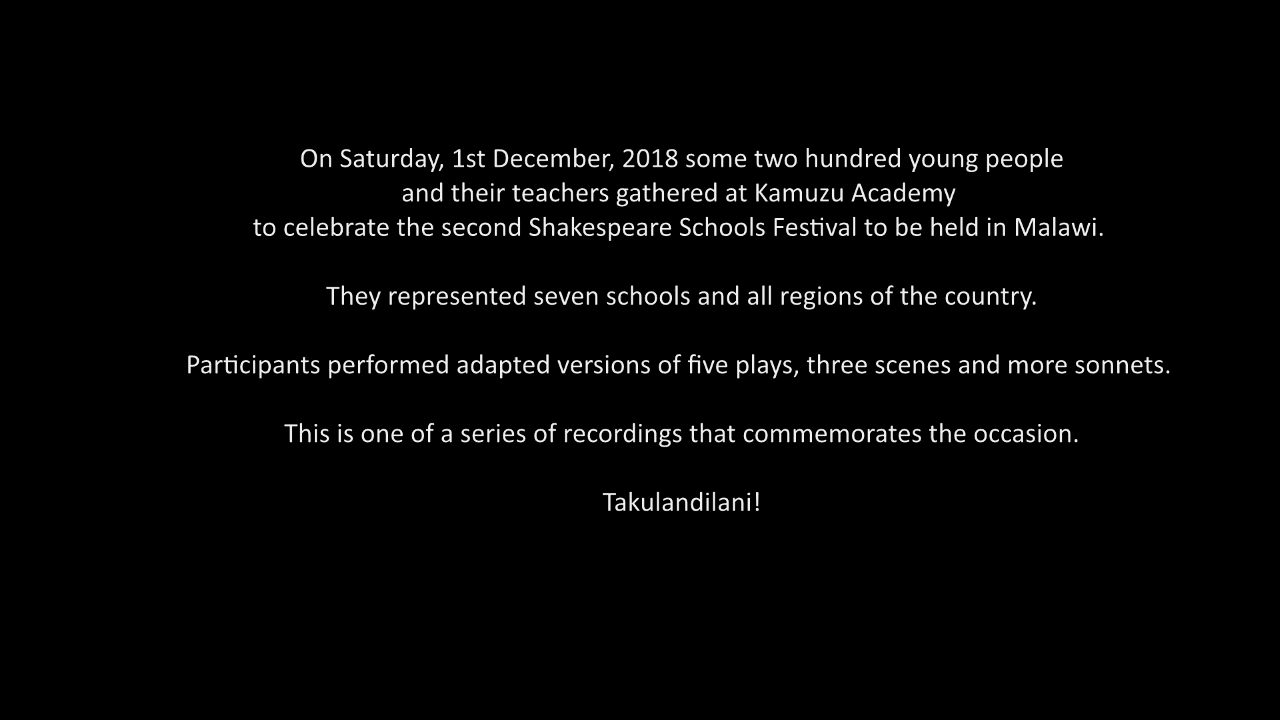 On Saturday, 1st December, 2018 some two hundred young people
and their teachers gathered at Kamuzu Academy
to celebrate the second Shakespeare Schools Festival to be held in Malawi.
They represented seven schools and all regions of the country.
Participants performed adapted versions of five plays, three scenes and more sonnets.
This is one of a series of recordings that commemorates the occasion.
Takulandilani!